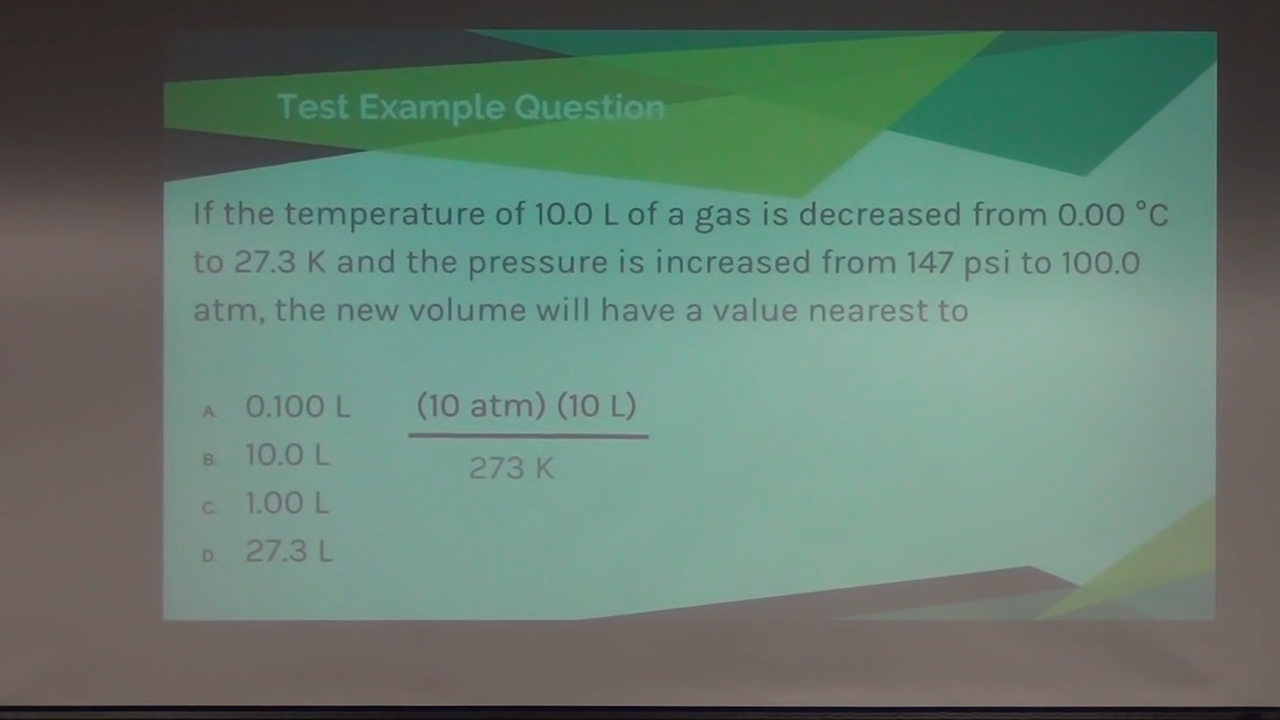 Test Example Question
If the temperature of 10.0 L of a gas is decreased from 0.00 °C
to 27.3 K and the pressure is increased from 147 psi to 100.0
atm, the new volume will have a value nearest to
A. 0.100 L
B. 10.0 L
C. 1.00 L
D. 27.3 L
(10 atm) (10 L)
273 K